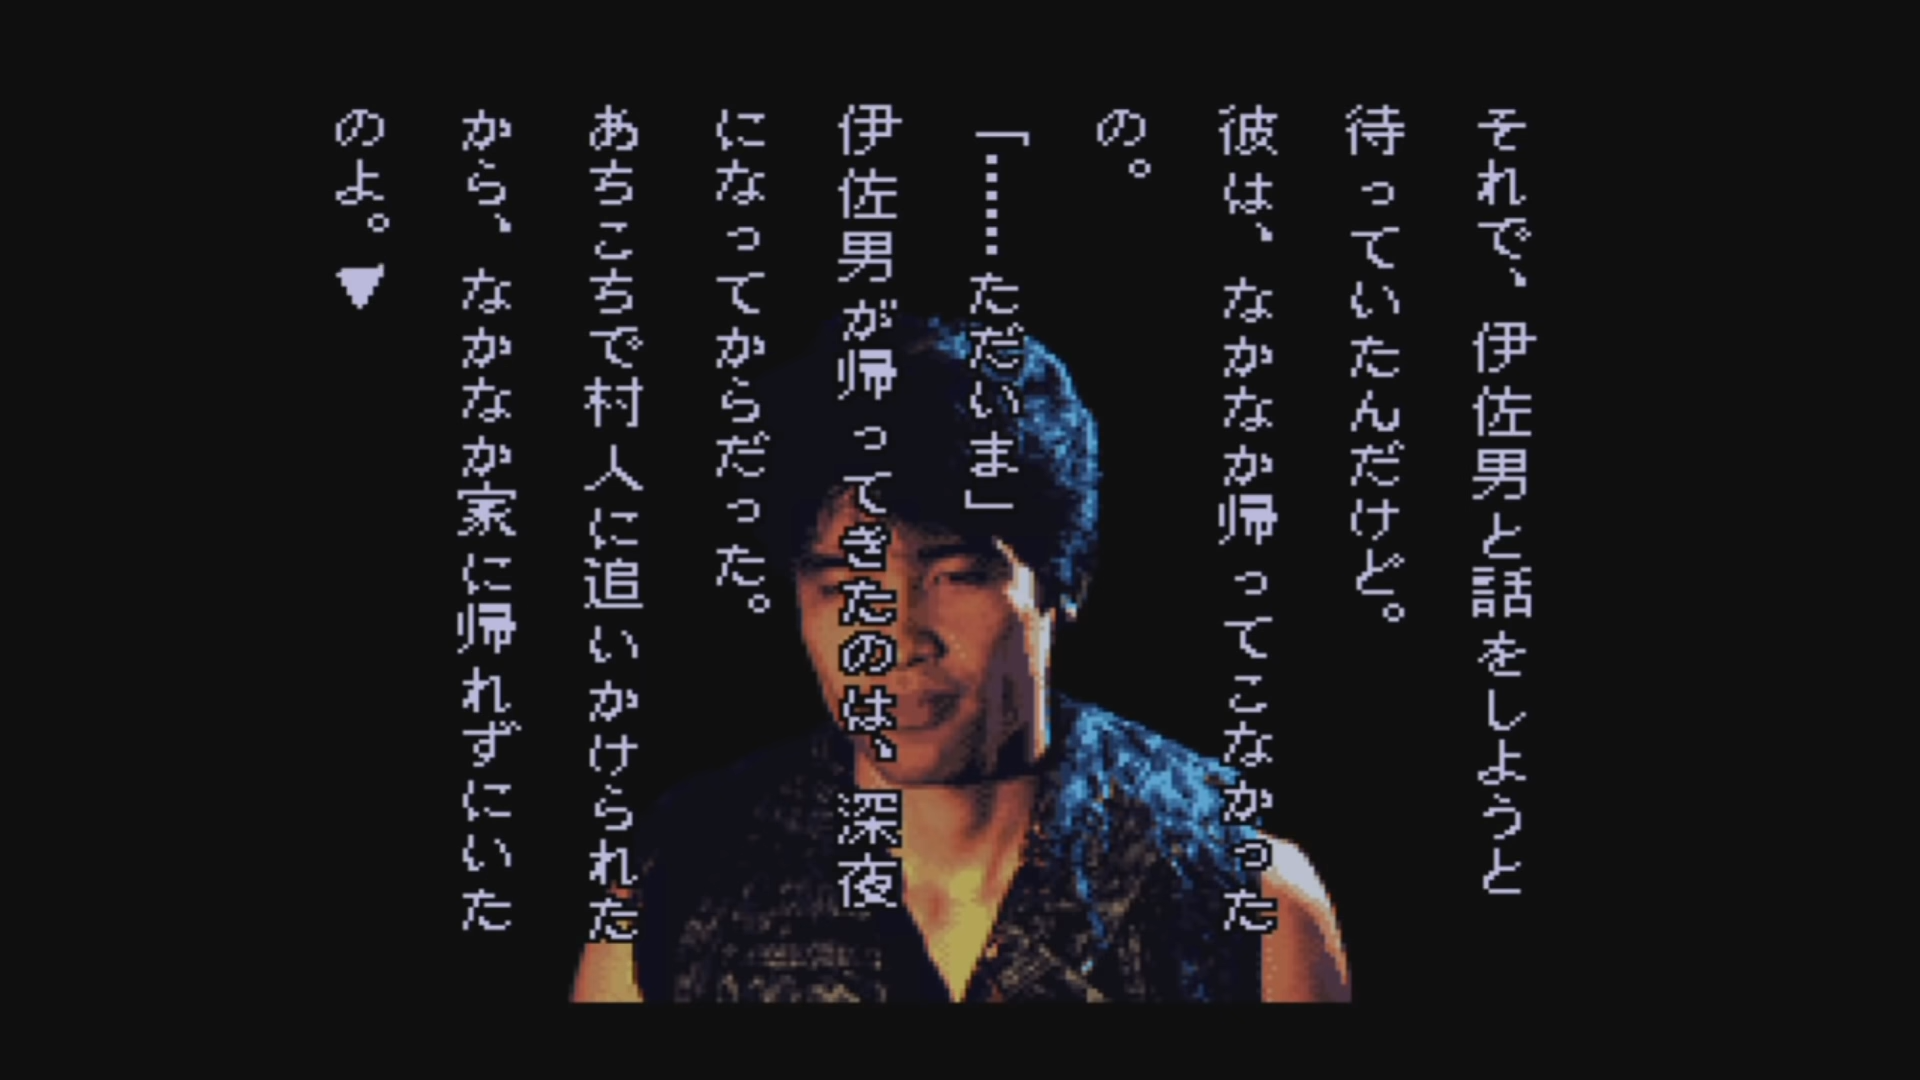 それで、伊佐男と話をしようと
待っていたんだけど。
彼は、なかなか帰ってこなかった
の。
「……ただいま」
伊佐男が帰ってきたのは、深夜
になってからだった。
あちこちで村人に追いかけられた
から、なかなか家に帰れずにいた
のよ。▼